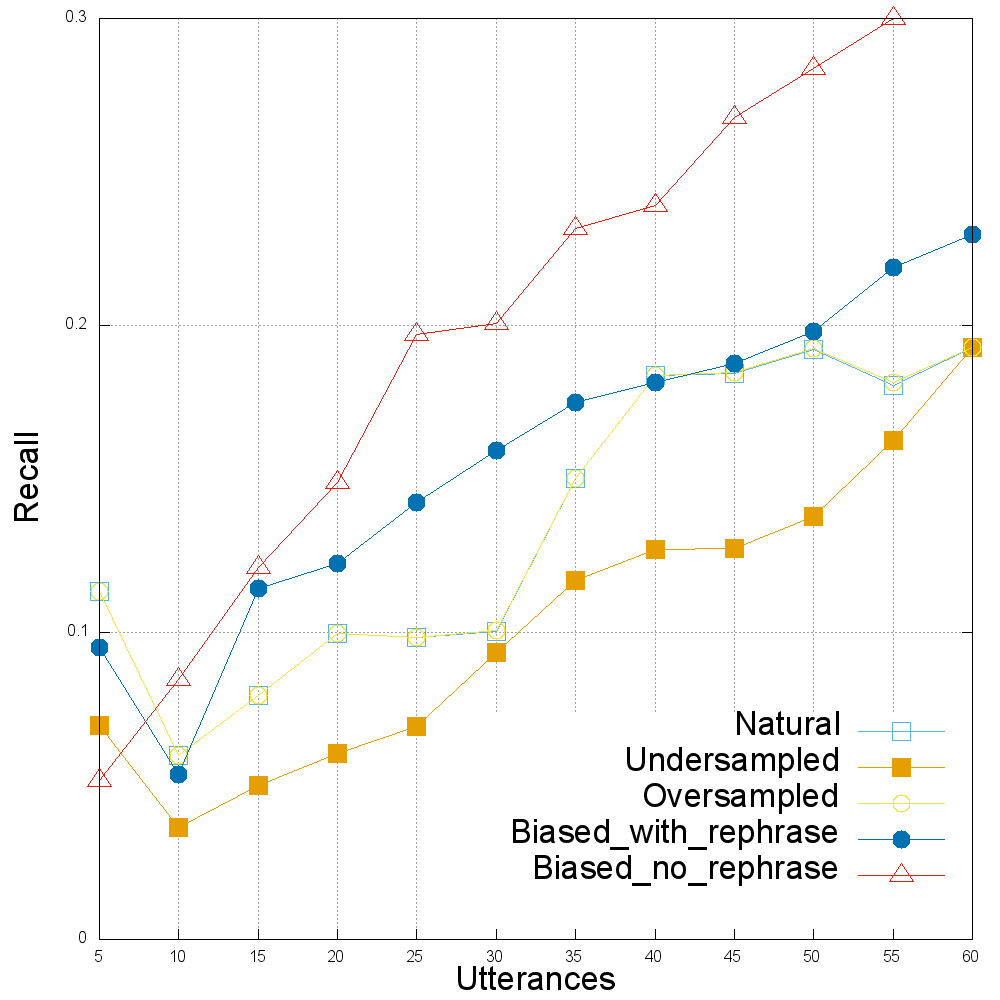 0.3
0.2
0.1
0
Recall
Natural
Undersampled
Oversampled
Biased_with_rephrase
Biased_no_rephrase
5 10 15 20 25 30 35 40 45 50 55 60
Utterances